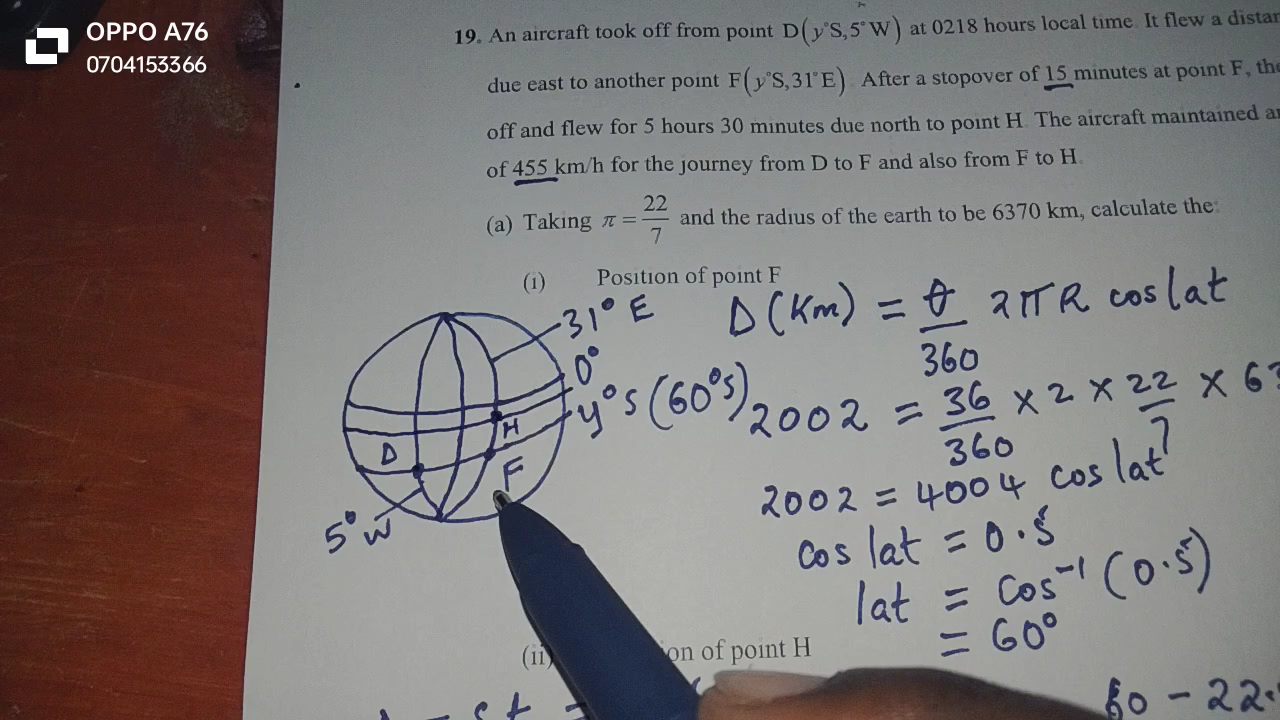 OPPO A76
0704153366
19. An aircraft took off from point D(y°S,5°W) at 0218 hours local time. It flew a
due east to another point F(y°S,31°E) After a stopover of 15 minutes at point F,
off and flew for 5 hours 30 minutes due north to point H The aircraft maintained
of 455 km/h for the journey from D to F and also from F to H.
(a) Taking π = 22/7 and the radius of the earth to be 6370 km, calculate the:
(i) Position of point F
31° E
0°
y°s (60°s)
H
D
F
5° W
D(Km) = θ/360 2πR cos lat
2002 = 36/360 × 2 × 22/7 ×
2002 = 4004 cos lat
cos lat = 0.5
lat = cos⁻¹ (0.5)
= 60°
(ii) of point H
60 - 22.